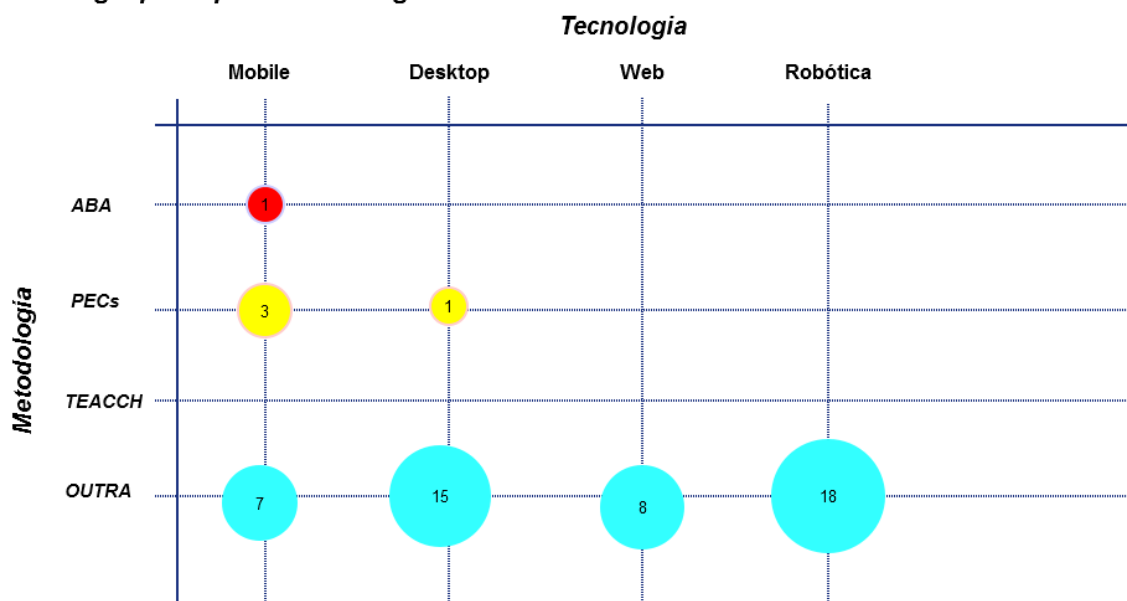 Tecnologia
Mobile Desktop Web Robótica
ABA 1
PECs 3 1
TEACCH
OUTRA 7 15 8 18
Metodologia